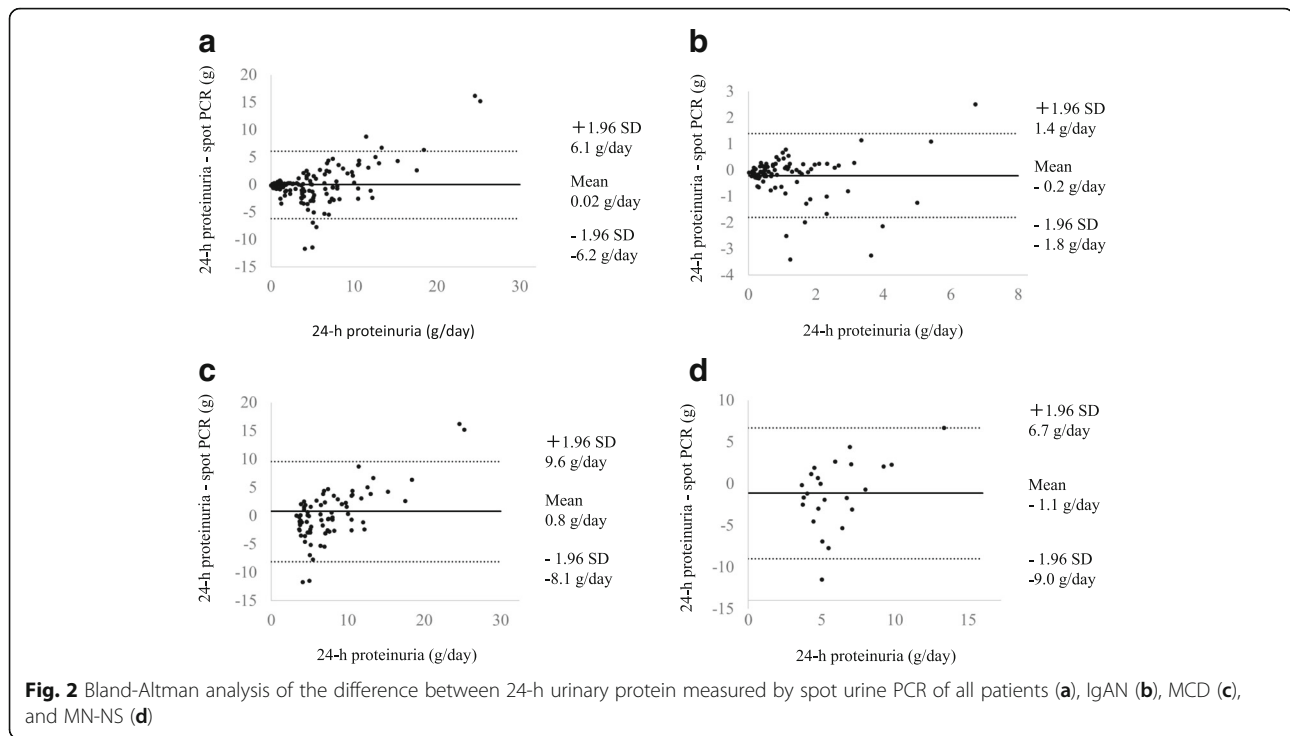 a
24-h proteinuria - spot PCR (g)
20
15
10
5
0
-5
-10
-15
0
10
20
30
24-h proteinuria (g/day)
+1.96 SD
6.1 g/day
Mean
0.02 g/day
- 1.96 SD
-6.2 g/day
b
24-h proteinuria - spot PCR (g)
3
2
1
0
-1
-2
-3
-4
0
2
4
6
8
24-h proteinuria (g/day)
+1.96 SD
1.4 g/day
Mean
- 0.2 g/day
- 1.96 SD
- 1.8 g/day
c
24-h proteinuria - spot PCR (g)
20
15
10
5
0
-5
-10
-15
0
10
20
30
24-h proteinuria (g/day)
+1.96 SD
9.6 g/day
Mean
0.8 g/day
- 1.96 SD
-8.1 g/day
d
24-h proteinuria - spot PCR (g)
10
5
0
-5
-10
-15
0
5
10
15
24-h proteinuria (g/day)
+1.96 SD
6.7 g/day
Mean
- 1.1 g/day
- 1.96 SD
-9.0 g/day
Fig. 2 Bland-Altman analysis of the difference between 24-h urinary protein measured by spot urine PCR of all patients (a), IgAN (b), MCD (c),
and MN-NS (d)